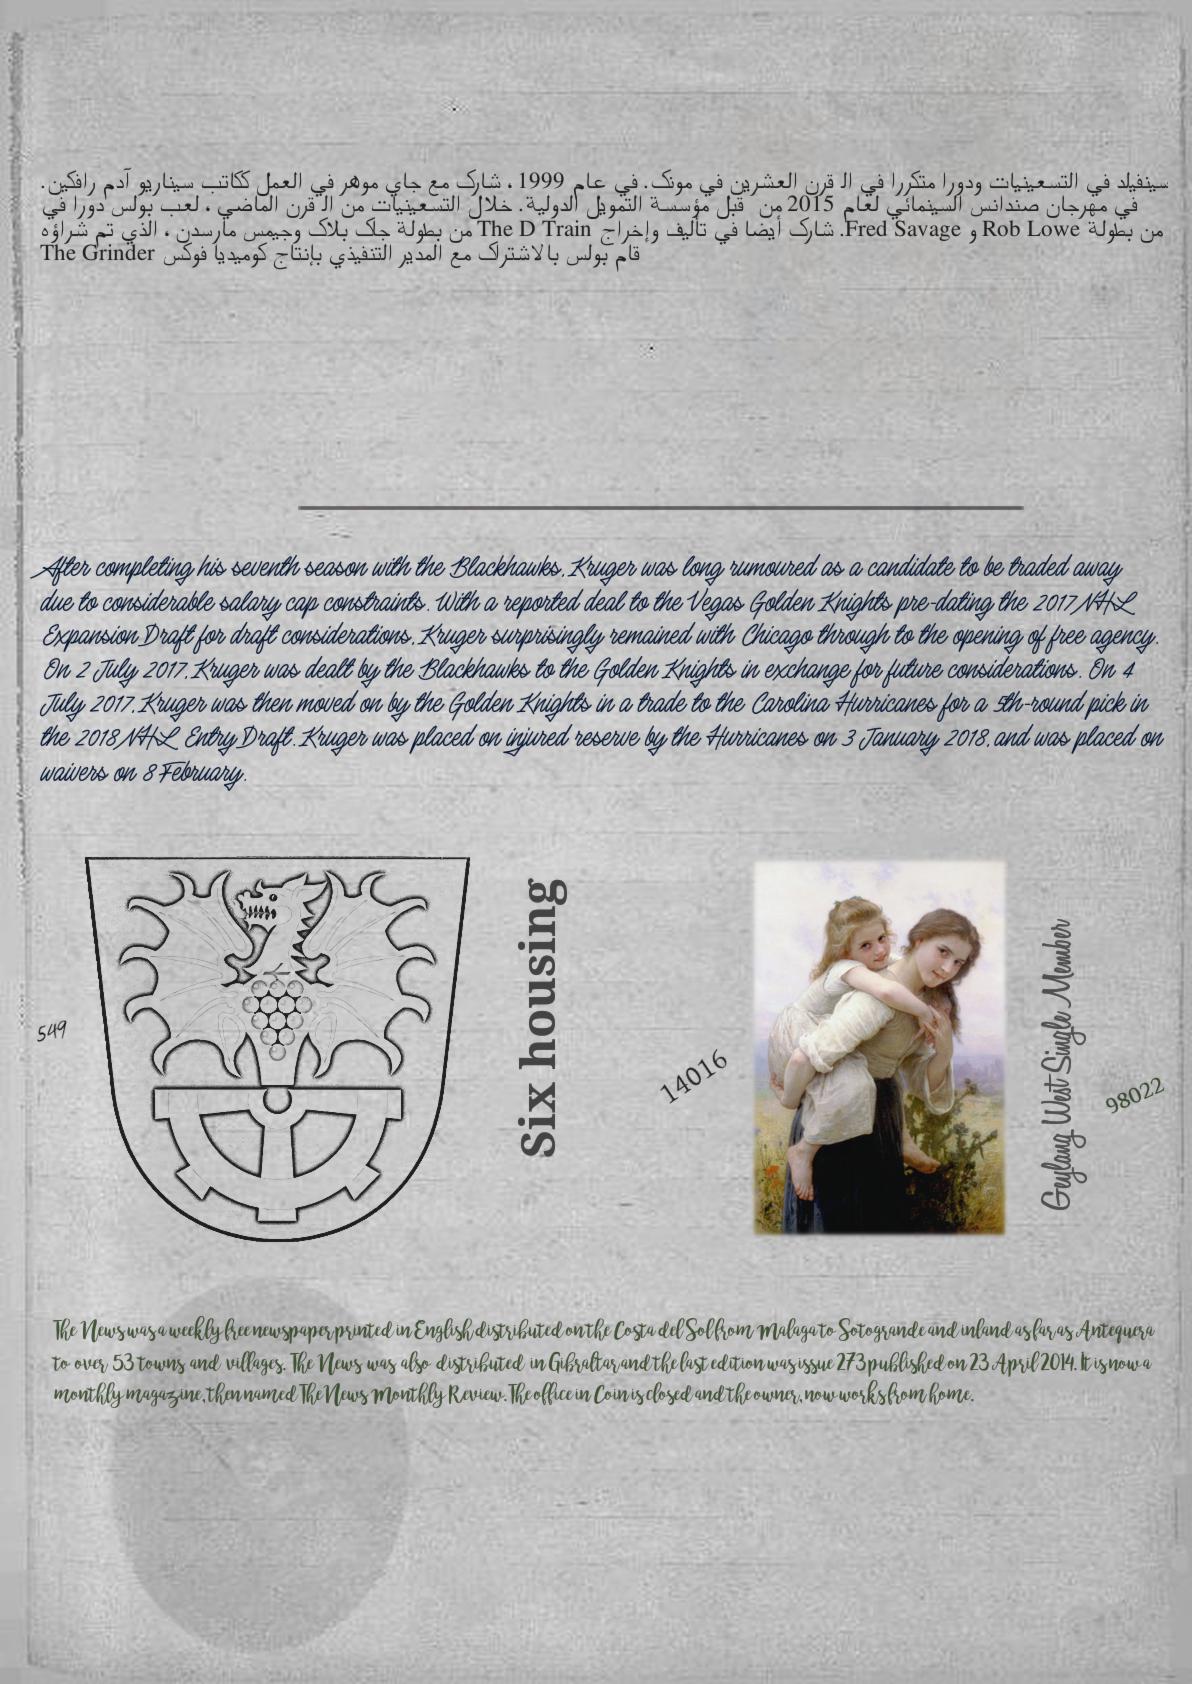 سينفيلد في التسعينيات ودورا متكررا في الـ قرن العشرين في مونك. في عام 1999 ، شارك مع جاي موهر في العمل ككاتب سيناريو آدم رافكين.
في مهرجان صندانس السينمائي لعام 2015 من قبل مؤسسة التمويل الدولية. خلال التسعينيات من الـ قرن الماضي ، لعب بولس دورا في
من بطولة Rob Lowe و Fred Savage. شارك أيضا في تأليف وإخراج The D Train من بطولة جاك بلاك وجيمس مارسدن ، الذي تم شراؤه
قام بولس بالاشتراك مع المدير التنفيذي بإنتاج كوميديا فوكس The Grinder
After completing his seventh season with the Blackhawks, Kruger was long rumoured as a candidate to be traded away
due to considerable salary cap constraints. With a reported deal to the Vegas Golden Knights pre-dating the 2017 NHL
Expansion Draft for draft considerations, Kruger surprisingly remained with Chicago through to the opening of free agency.
On 2 July 2017, Kruger was dealt by the Blackhawks to the Golden Knights in exchange for future considerations. On 4
July 2017, Kruger was then moved on by the Golden Knights in a trade to the Carolina Hurricanes for a 5th-round pick in
the 2018 NHL Entry Draft. Kruger was placed on injured reserve by the Hurricanes on 3 January 2018, and was placed on
waivers on 8 February.
549
Six housing
14016
Geylang West Single Member
98022
The News was a weekly free newspaper printed in English distributed on the Costa del Sol from Malaga to Sotogrande and inland as far as Antequera
to over 53 towns and villages. The News was also distributed in Gibraltar and the last edition was issue 273 published on 23 April 2014. It is now a
monthly magazine, then named The News Monthly Review. The office in Coin is closed and the owner, now works from home.